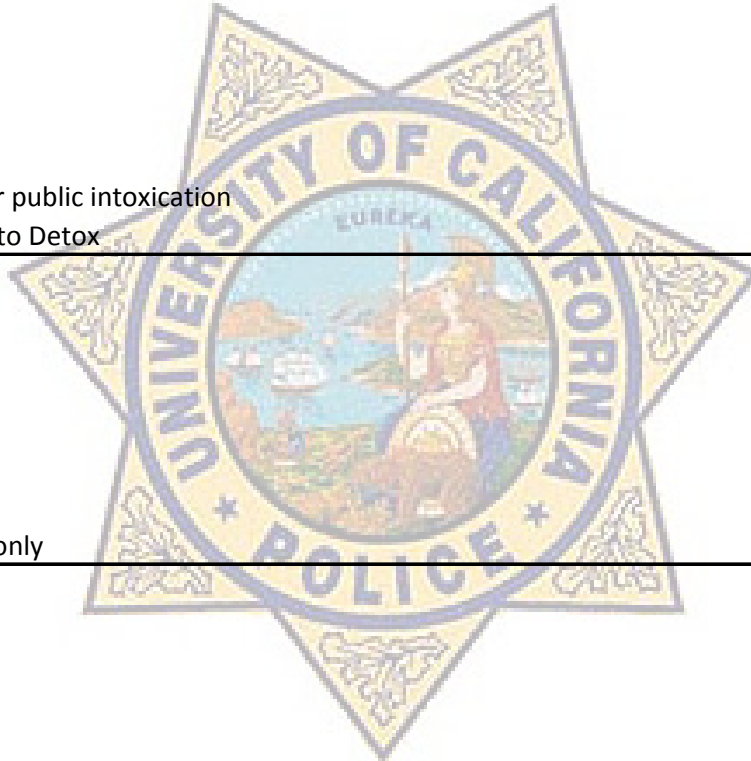 r public intoxication
to Detox
only
UNIVERSITY OF CALIFORNIA
EUREKA
POLICE